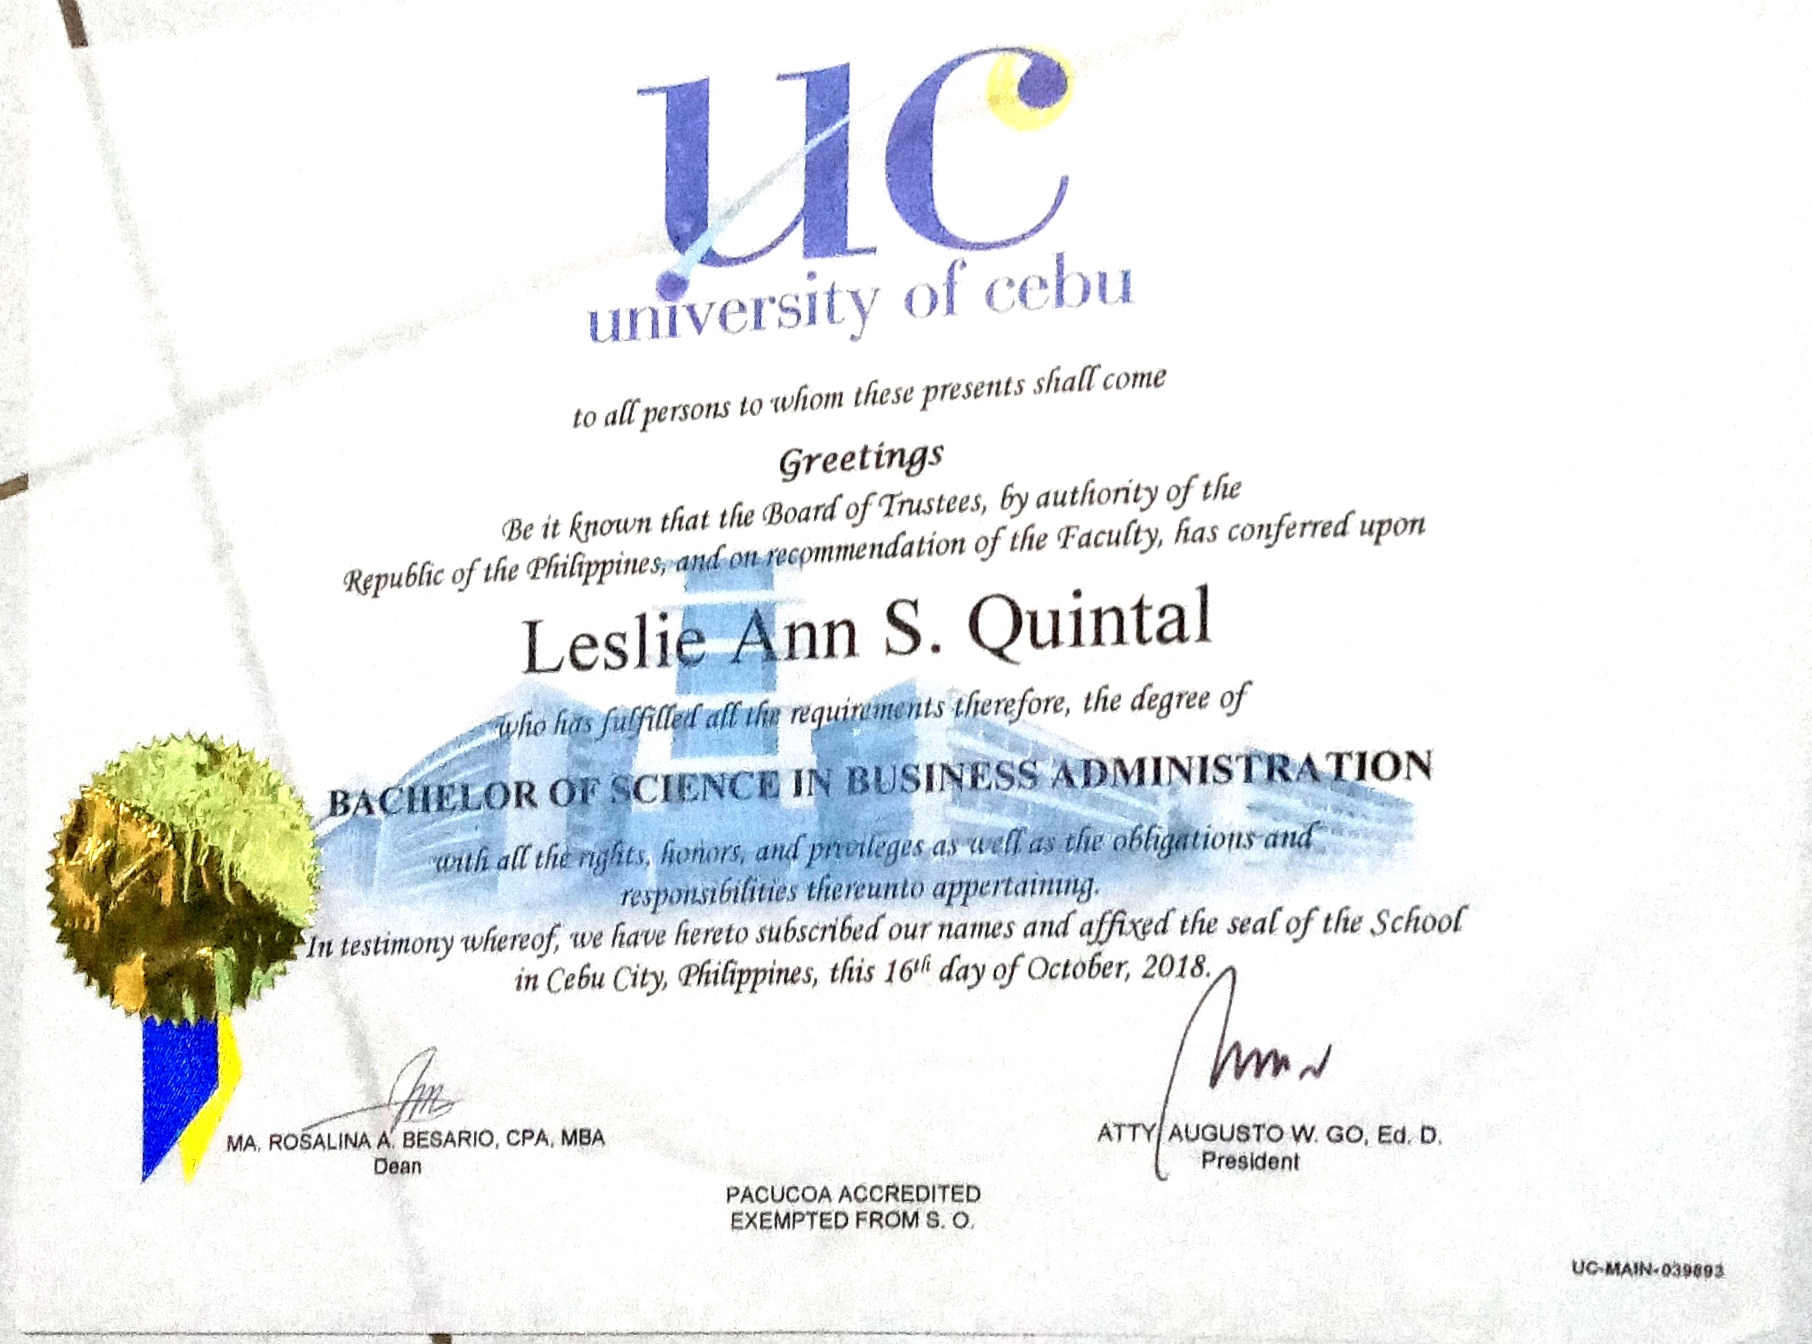 uc
university of cebu
to all persons to whom these presents shall come
Greetings
Be it known that the Board of Trustees, by authority of the
Republic of the Philippines, and on recommendation of the Faculty, has conferred upon
Leslie Ann S. Quintal
who has fulfilled all the requirements therefore, the degree of
BACHELOR OF SCIENCE IN BUSINESS ADMINISTRATION
with all the rights, honors, and privileges as well as the obligations and
responsibilities thereunto appertaining.
In testimony whereof, we have hereto subscribed our names and affixed the seal of the School
in Cebu City, Philippines, this 16th day of October, 2018.
MA. ROSALINA A. BESARIO, CPA, MBA
Dean
ATTY AUGUSTO W. GO, Ed. D.
President
PACUCOA ACCREDITED
EXEMPTED FROM S. O.